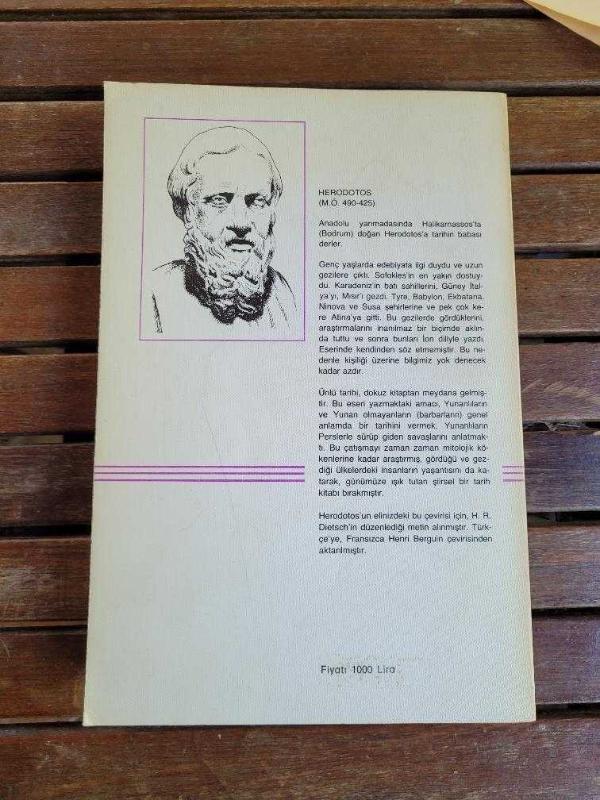 HERODOTOS
(M.Ö. 490-425)
Anadolu yarımadasında Halikarnassos'ta
(Bodrum) doğan Herodotos'a tarihin babası
derler.
Genç yaşlarda edebiyata ilgi duydu ve uzun
gezilere çıktı. Sofokles'in en yakın dostuy-
du. Karadeniz'in batı sahillerini, Güney İtal-
ya'yı, Mısır'ı gezdi. Tyre, Babylon, Ekbatana,
Ninova ve Susa şehirlerine ve pek çok ke-
re Atina'ya gitti. Bu gezilerde gördüklerini,
araştırmalarını inanılmaz bir biçimde aklın-
da tuttu ve sonra bunları İon diliyle yazdı.
Eserinde kendinden söz etmemiştir. Bu ne-
denle kişiliği üzerine bilgimiz yok denecek
kadar azdır.
Ünlü tarihi, dokuz kitaptan meydana gelmiş-
tir. Bu eseri yazmaktaki amacı, Yunanlıların
ve Yunan olmayanların (barbarların) genel
anlamda bir tarihini vermek, Yunanlıların
Perslerle sürüp giden savaşlarını anlatmak-
tı. Bu çatışmayı zaman zaman mitolojik kö-
kenlerine kadar araştırmış, gördüğü ve gez-
diği ülkelerdeki insanların yaşantısını da ka-
tarak, günümüze ışık tutan şiirsel bir tarih
kitabı bırakmıştır.
Herodotos'un elinizdeki bu çevirisi için, H. R.
Dietsch'in düzenlediği metin alınmıştır. Türk-
çe'ye, Fransızca Henri Berguin çevirisinden
aktarılmıştır.
Fiyatı 1000 Lira